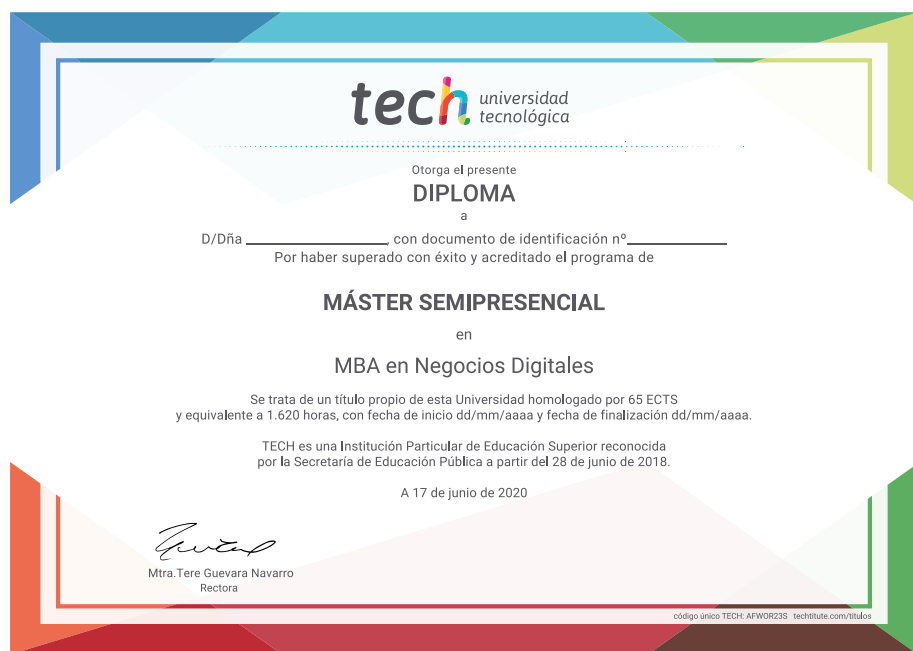 tech universidad
tecnológica
Otorga el presente
DIPLOMA
a
D/Dña ____________________, con documento de identificación nº______________
Por haber superado con éxito y acreditado el programa de
MÁSTER SEMIPRESENCIAL
en
MBA en Negocios Digitales
Se trata de un título propio de esta Universidad homologado por 65 ECTS
y equivalente a 1.620 horas, con fecha de inicio dd/mm/aaaa y fecha de finalización dd/mm/aaaa.
TECH es una Institución Particular de Educación Superior reconocida
por la Secretaría de Educación Pública a partir del 28 de junio de 2018.
A 17 de junio de 2020
Mtra.Tere Guevara Navarro
Rectora
código único TECH: AFWOR23S techtitute.com/titulos